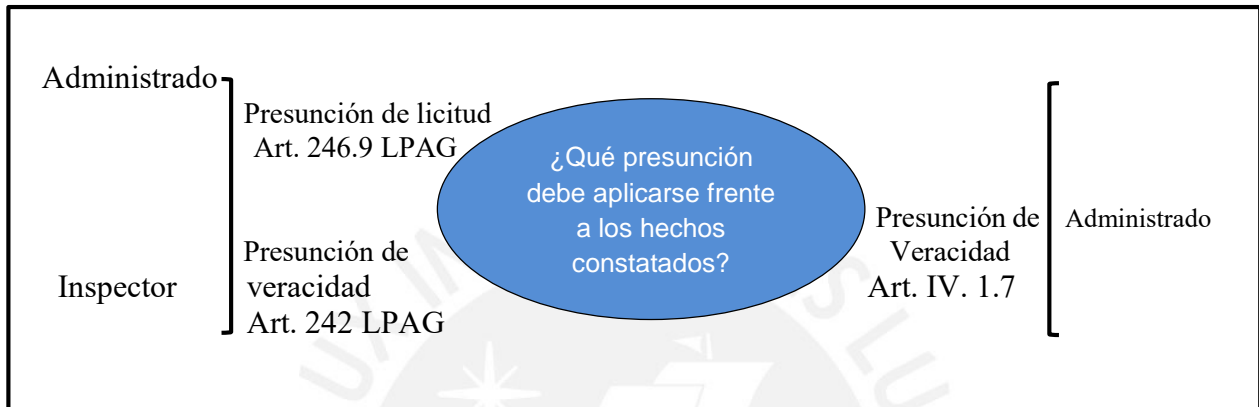 Administrado
Presunción de licitud
Art. 246.9 LPAG
Inspector
Presunción de
veracidad
Art. 242 LPAG
¿Qué presunción
debe aplicarse frente
a los hechos
constatados?
Presunción de
Veracidad
Art. IV. 1.7
Administrado